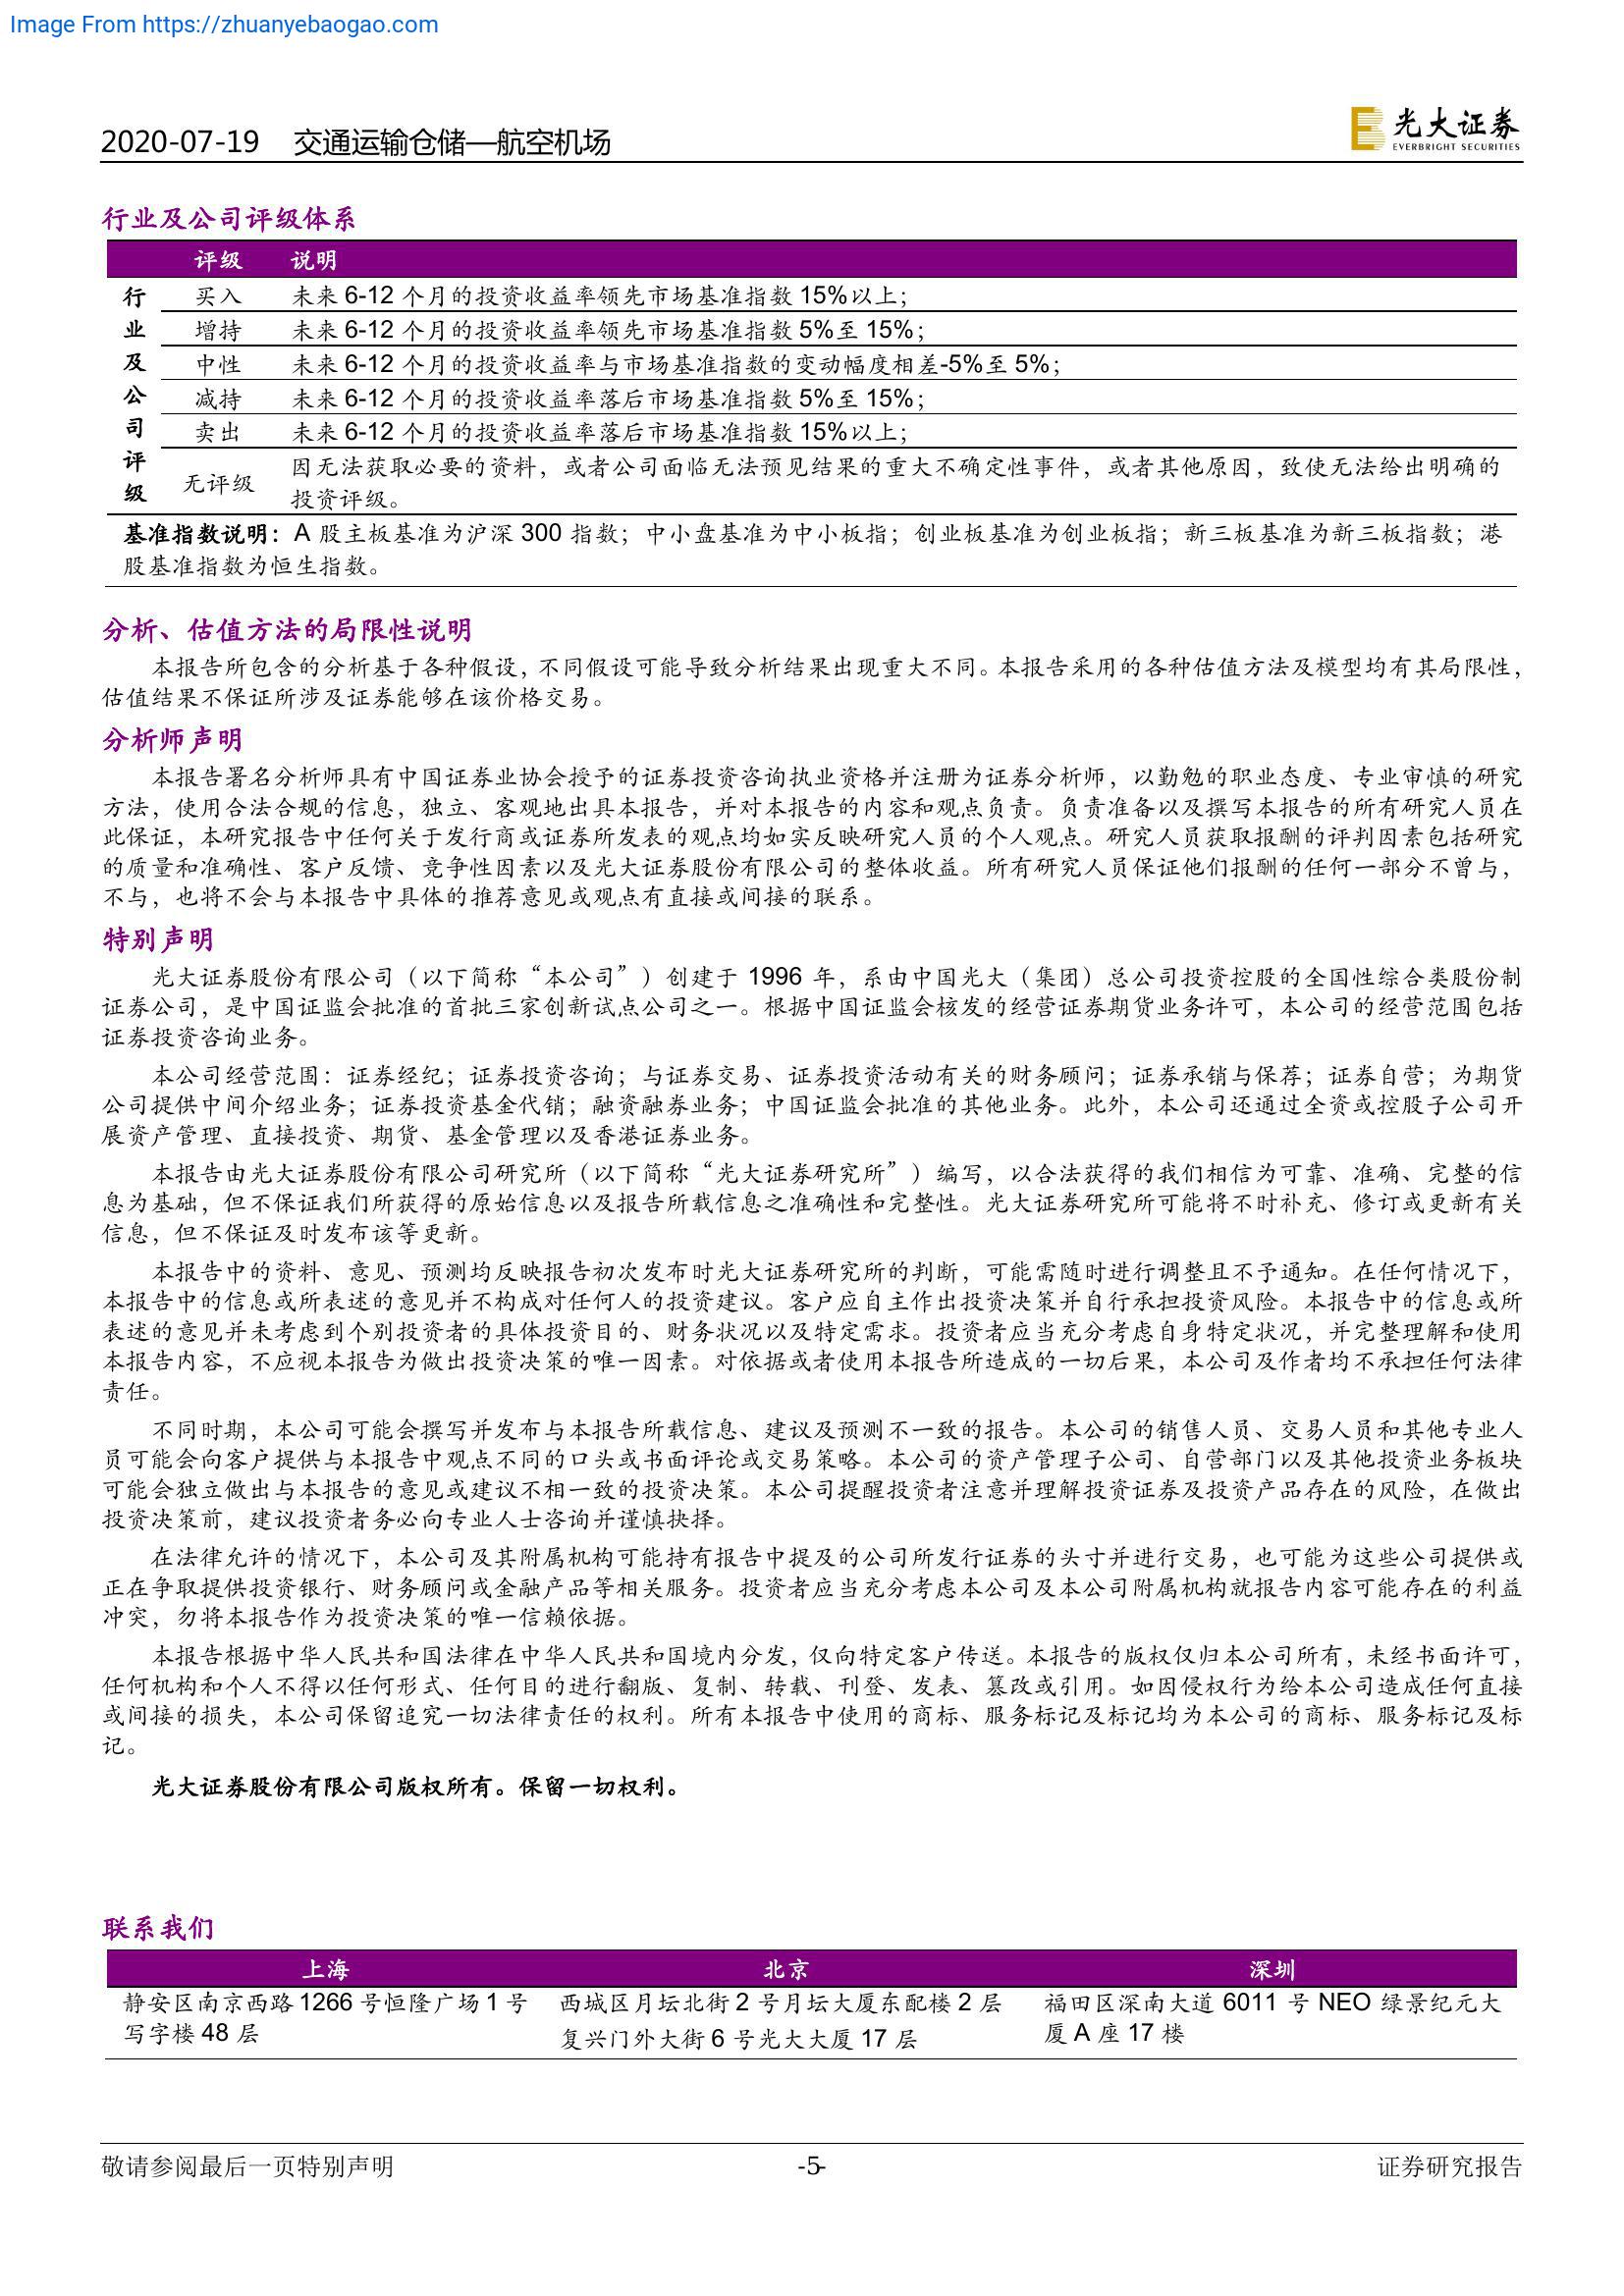 Image From https://zhuanyebaogao.com
2020-07-19 交通运输仓储—航空机场
光大证券
EVERBRIGHT SECURITIES
行业及公司评级体系
评级 说明
行业及公司评级
买入 未来 6-12 个月的投资收益率领先市场基准指数 15%以上；
增持 未来 6-12 个月的投资收益率领先市场基准指数 5%至 15%；
中性 未来 6-12 个月的投资收益率与市场基准指数的变动幅度相差-5%至 5%；
减持 未来 6-12 个月的投资收益率落后市场基准指数 5%至 15%；
卖出 未来 6-12 个月的投资收益率落后市场基准指数 15%以上；
无评级 因无法获取必要的资料，或者公司面临无法预见结果的重大不确定性事件，或者其他原因，致使无法给出明确的
投资评级。
基准指数说明：A 股主板基准为沪深 300 指数；中小盘基准为中小板指；创业板基准为创业板指；新三板基准为新三板指数；港
股基准指数为恒生指数。
分析、估值方法的局限性说明
本报告所包含的分析基于各种假设，不同假设可能导致分析结果出现重大不同。本报告采用的各种估值方法及模型均有其局限性，
估值结果不保证所涉及证券能够在该价格交易。
分析师声明
本报告署名分析师具有中国证券业协会授予的证券投资咨询执业资格并注册为证券分析师，以勤勉的职业态度、专业审慎的研究
方法，使用合法合规的信息，独立、客观地出具本报告，并对本报告的内容和观点负责。负责准备以及撰写本报告的所有研究人员在
此保证，本研究报告中任何关于发行商或证券所发表的观点均如实反映研究人员的个人观点。研究人员获取报酬的评判因素包括研究
的质量和准确性、客户反馈、竞争性因素以及光大证券股份有限公司的整体收益。所有研究人员保证他们报酬的任何一部分不曾与，
不与，也将不会与本报告中具体的推荐意见或观点有直接或间接的联系。
特别声明
光大证券股份有限公司（以下简称“本公司”）创建于 1996 年，系由中国光大（集团）总公司投资控股的全国性综合类股份制
证券公司，是中国证监会批准的首批三家创新试点公司之一。根据中国证监会核发的经营证券期货业务许可，本公司的经营范围包括
证券投资咨询业务。
本公司经营范围：证券经纪；证券投资咨询；与证券交易、证券投资活动有关的财务顾问；证券承销与保荐；证券自营；为期货
公司提供中间介绍业务；证券投资基金代销；融资融券业务；中国证监会批准的其他业务。此外，本公司还通过全资或控股子公司开
展资产管理、直接投资、期货、基金管理以及香港证券业务。
本报告由光大证券股份有限公司研究所（以下简称“光大证券研究所”）编写，以合法获得的我们相信为可靠、准确、完整的信
息为基础，但不保证我们所获得的原始信息以及报告所载信息之准确性和完整性。光大证券研究所可能将不时补充、修订或更新有关
信息，但不保证及时发布该等更新。
本报告中的资料、意见、预测均反映报告初次发布时光大证券研究所的判断，可能需随时进行调整且不予通知。在任何情况下，
本报告中的信息或所表述的意见并不构成对任何人的投资建议。客户应自主作出投资决策并自行承担投资风险。本报告中的信息或所
表述的意见并未考虑到个别投资者的具体投资目的、财务状况以及特定需求。投资者应当充分考虑自身特定状况，并完整理解和使用
本报告内容，不应视本报告为做出投资决策的唯一因素。对依据或者使用本报告所造成的一切后果，本公司及作者均不承担任何法律
责任。
不同时期，本公司可能会撰写并发布与本报告所载信息、建议及预测不一致的报告。本公司的销售人员、交易人员和其他专业人
员可能会向客户提供与本报告中观点不同的口头或书面评论或交易策略。本公司的资产管理子公司、自营部门以及其他投资业务板块
可能会独立做出与本报告的意见或建议不相一致的投资决策。本公司提醒投资者注意并理解投资证券及投资产品存在的风险，在做出
投资决策前，建议投资者务必向专业人士咨询并谨慎抉择。
在法律允许的情况下，本公司及其附属机构可能持有报告中提及的公司所发行证券的头寸并进行交易，也可能为这些公司提供或
正在争取提供投资银行、财务顾问或金融产品等相关服务。投资者应当充分考虑本公司及本公司附属机构就报告内容可能存在的利益
冲突，勿将本报告作为投资决策的唯一信赖依据。
本报告根据中华人民共和国法律在中华人民共和国境内分发，仅向特定客户传送。本报告的版权仅归本公司所有，未经书面许可，
任何机构和个人不得以任何形式、任何目的进行翻版、复制、转载、刊登、发表、篡改或引用。如因侵权行为给本公司造成任何直接
或间接的损失，本公司保留追究一切法律责任的权利。所有本报告中使用的商标、服务标记及标记均为本公司的商标、服务标记及标
记。
光大证券股份有限公司版权所有。保留一切权利。
联系我们
上海 北京 深圳
静安区南京西路 1266 号恒隆广场 1 号
写字楼 48 层
西城区月坛北街 2 号月坛大厦东配楼 2 层
复兴门外大街 6 号光大大厦 17 层
福田区深南大道 6011 号 NEO 绿景纪元大
厦 A 座 17 楼
敬请参阅最后一页特别声明 -5- 证券研究报告